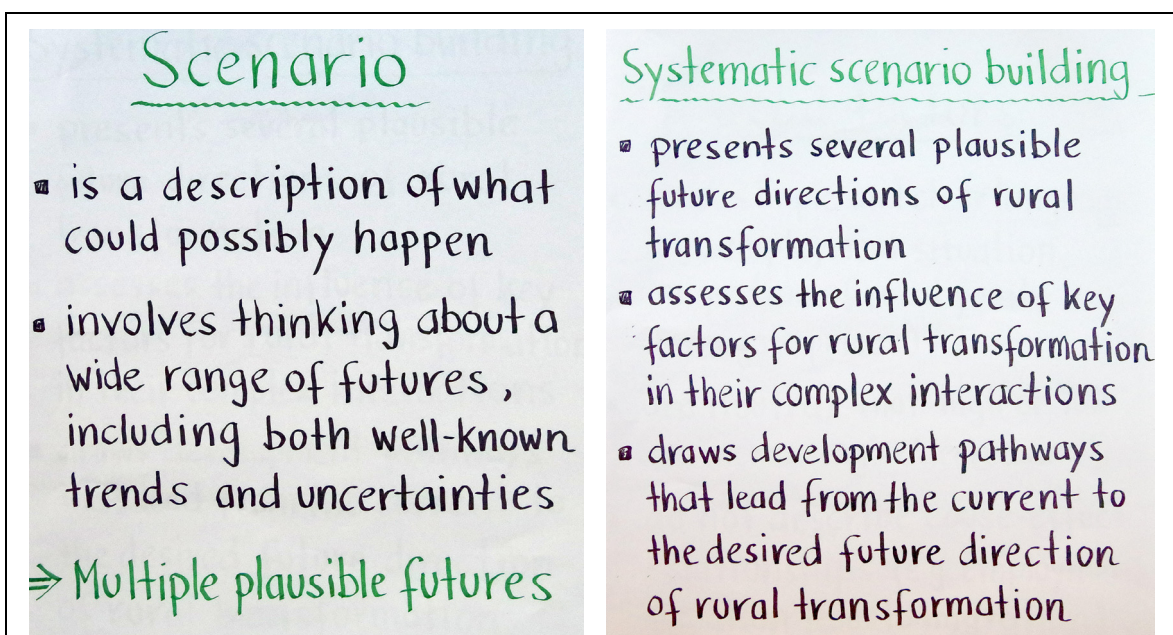 Scenario
▪ is a description of what
could possibly happen
▪ involves thinking about a
wide range of futures,
including both well-known
trends and uncertainties
⇒ Multiple plausible futures
Systematic scenario building
▪ presents several plausible
future directions of rural
transformation
▪ assesses the influence of key
factors for rural transformation
in their complex interactions
▪ draws development pathways
that lead from the current to
the desired future direction
of rural transformation